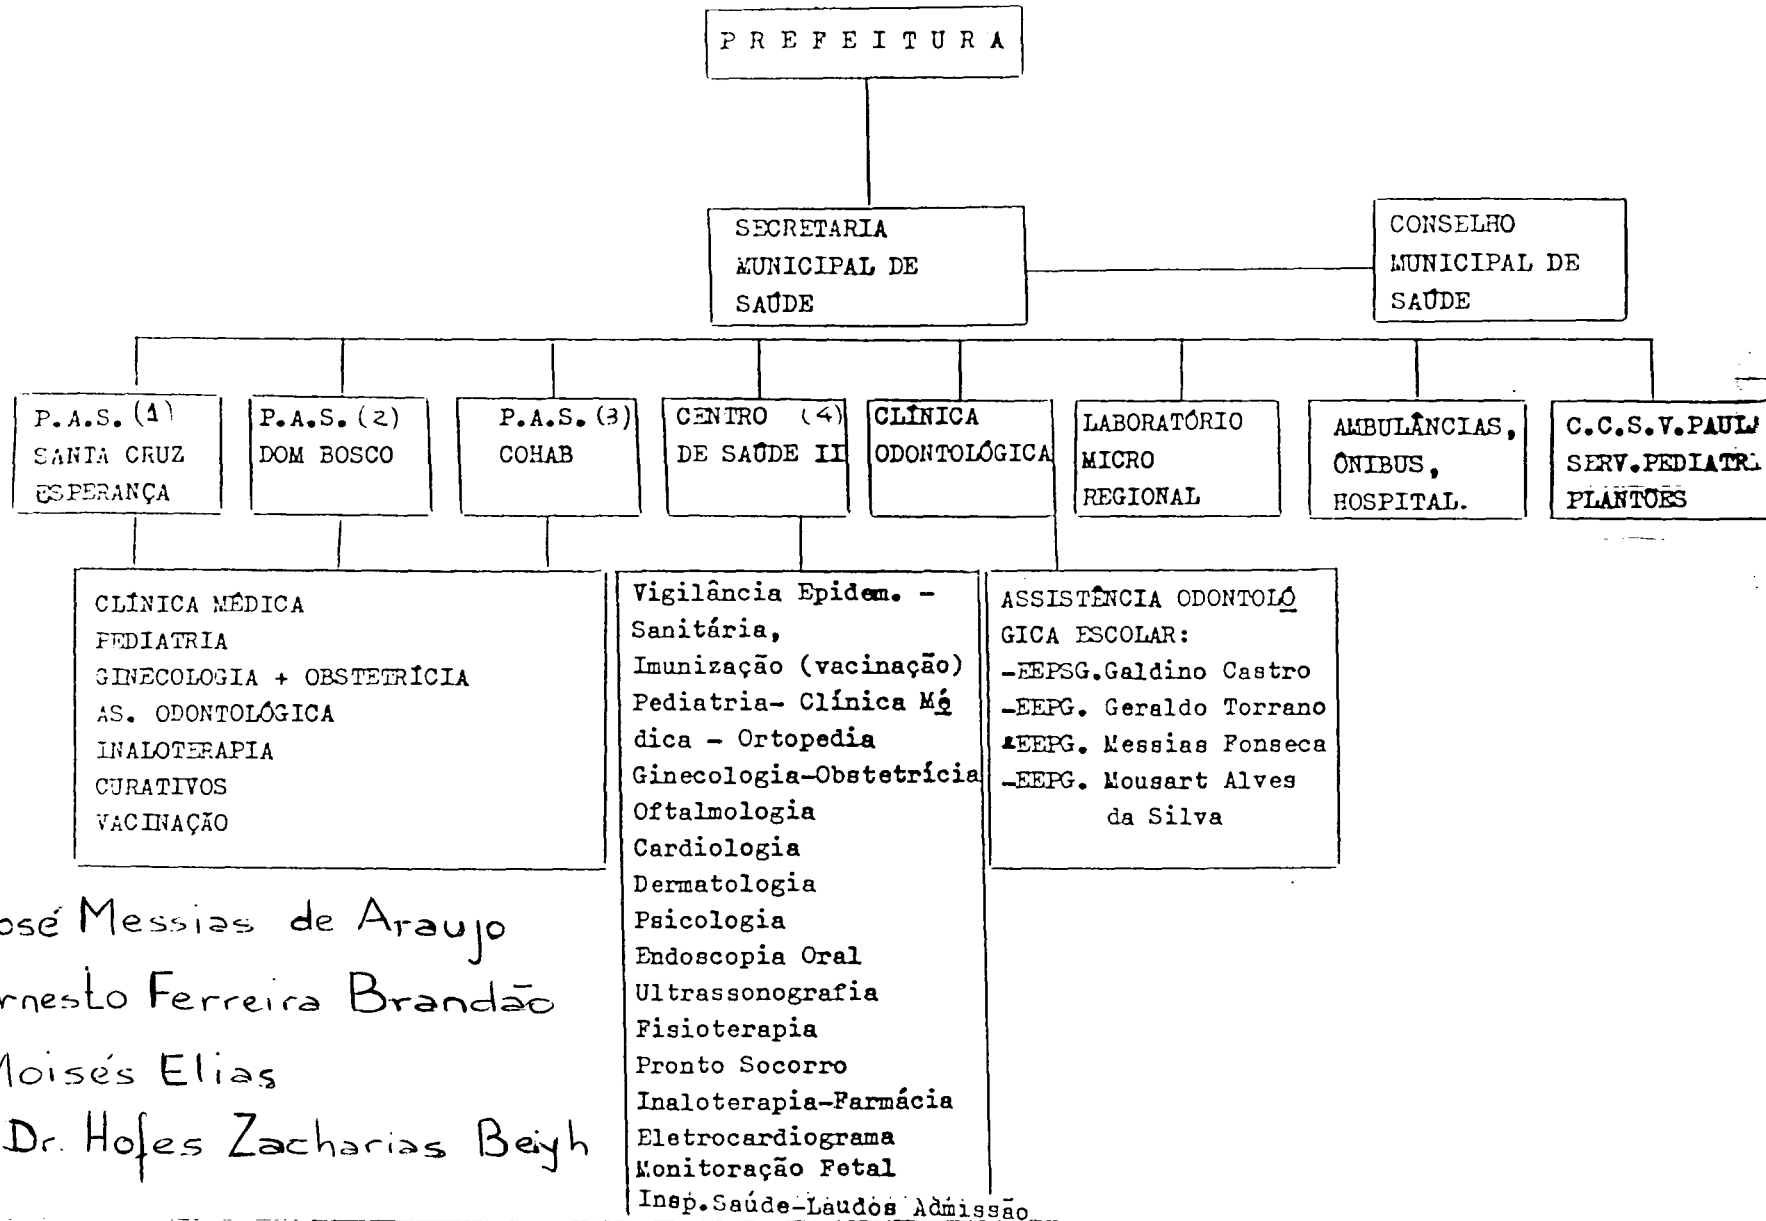 PREFEITURA
SECRETARIA
MUNICIPAL DE
SAÚDE
CONSELHO
MUNICIPAL DE
SAÚDE
P.A.S. (1)
SANTA CRUZ
ESPERANÇA
P.A.S. (2)
DOM BOSCO
P.A.S. (3)
COHAB
CENTRO (4)
DE SAÚDE II
CLÍNICA
ODONTOLÓGICA
LABORATÓRIO
MICRO
REGIONAL
AMBULÂNCIAS,
ÔNIBUS,
HOSPITAL.
C.C.S.V.PAUL
SERV.PEDIATRI
PLANTÕES
CLÍNICA MÉDICA
PEDIATRIA
GINECOLOGIA + OBSTETRÍCIA
AS. ODONTOLÓGICA
INALOTERAPIA
CURATIVOS
VACINAÇÃO
Vigilância Epidem. -
Sanitária,
Imunização (vacinação)
Pediatria- Clínica Mé
dica - Ortopedia
Ginecologia-Obstetrícia
Oftalmologia
Cardiologia
Dermatologia
Psicologia
Endoscopia Oral
Ultrassonografia
Fisioterapia
Pronto Socorro
Inaloterapia-Farmácia
Eletrocardiograma
Monitoração Fetal
Insp.Saúde-Laudos Admissão
ASSISTÊNCIA ODONTOLÓ
GICA ESCOLAR:
-EEPSG.Galdino Castro
-EEPG. Geraldo Torrano
-EEPG. Messias Fonseca
-EEPG. Mousart Alves
da Silva
osé Messias de Araujo
rnesto Ferreira Brandão
Moisés Elias
Dr. Hofes Zacharias Beigh